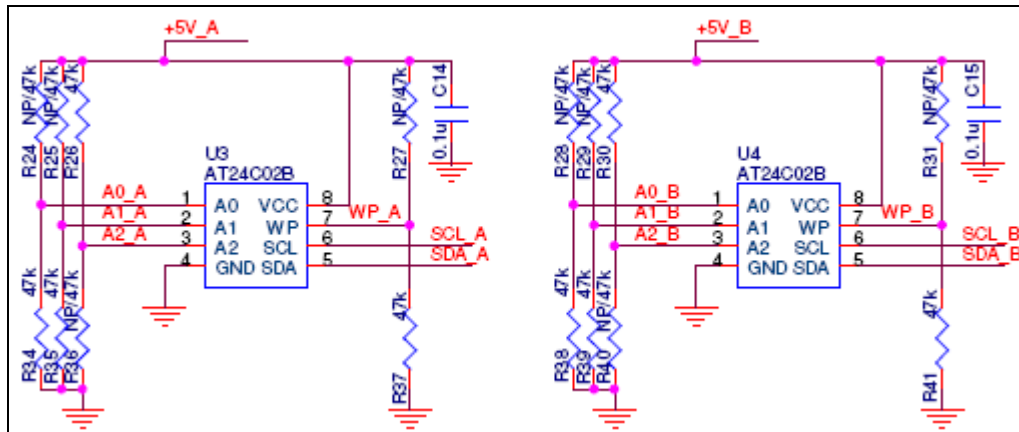 +5V_A
NP/47k
NP/47k
47k
R24
R25
R26
NP/47k
R27
C14
0.1u
U3
AT24C02B
A0_A
A1_A
A2_A
1 A0 VCC 8
2 A1 WP 7
3 A2 SCL 6
4 GND SDA 5
WP_A
SCL_A
SDA_A
47k
47k
NP/47k
R34
R35
R36
47k
R37
+5V_B
NP/47k
NP/47k
47k
R28
R29
R30
NP/47k
R31
C15
0.1u
U4
AT24C02B
A0_B
A1_B
A2_B
1 A0 VCC 8
2 A1 WP 7
3 A2 SCL 6
4 GND SDA 5
WP_B
SCL_B
SDA_B
47k
47k
NP/47k
R38
R39
R40
47k
R41